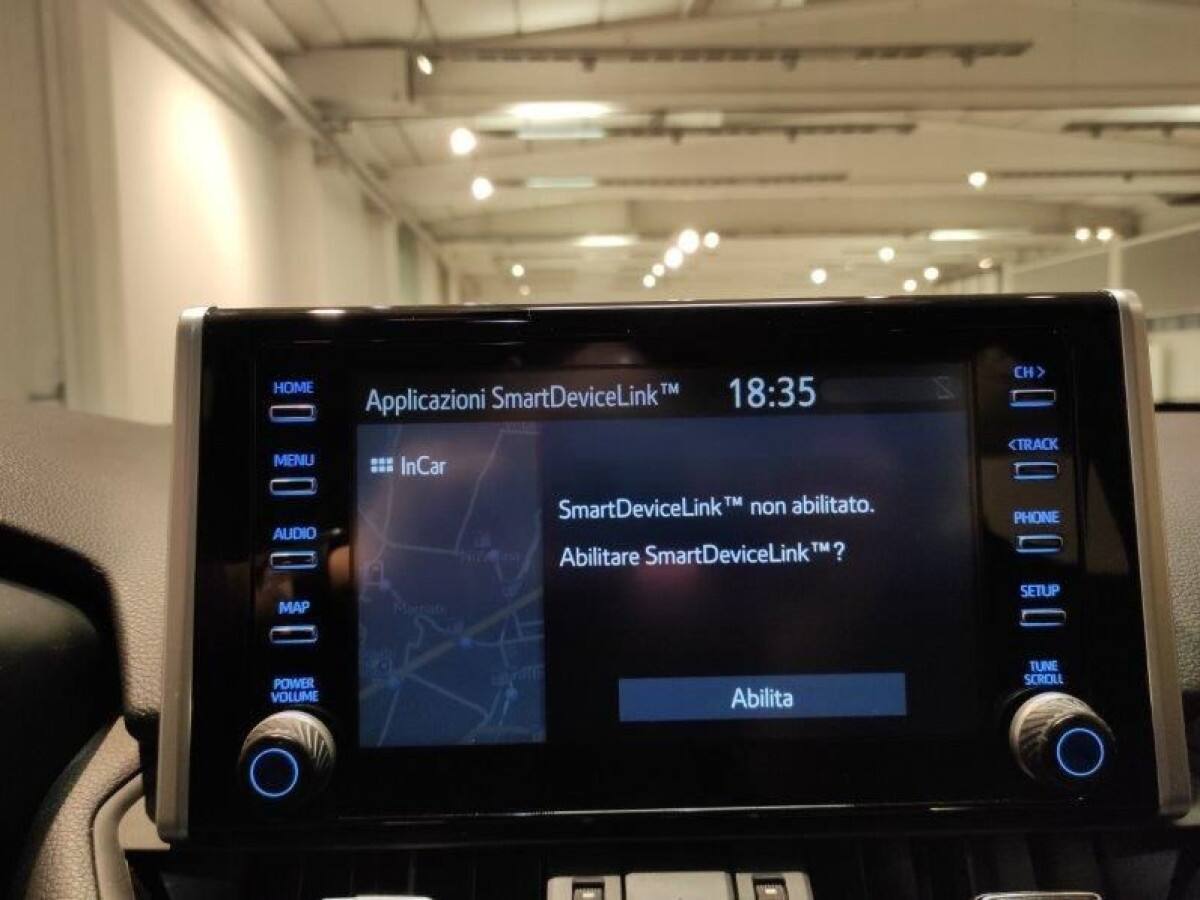 HOME
MENU
AUDIO
MAP
POWER
VOLUME
Applicazioni SmartDeviceLink™ 18:35
InCar
SmartDeviceLink™ non abilitato.
Abilitare SmartDeviceLink™?
Abilita
CH>
<TRACK
PHONE
SETUP
TUNE
SCROLL